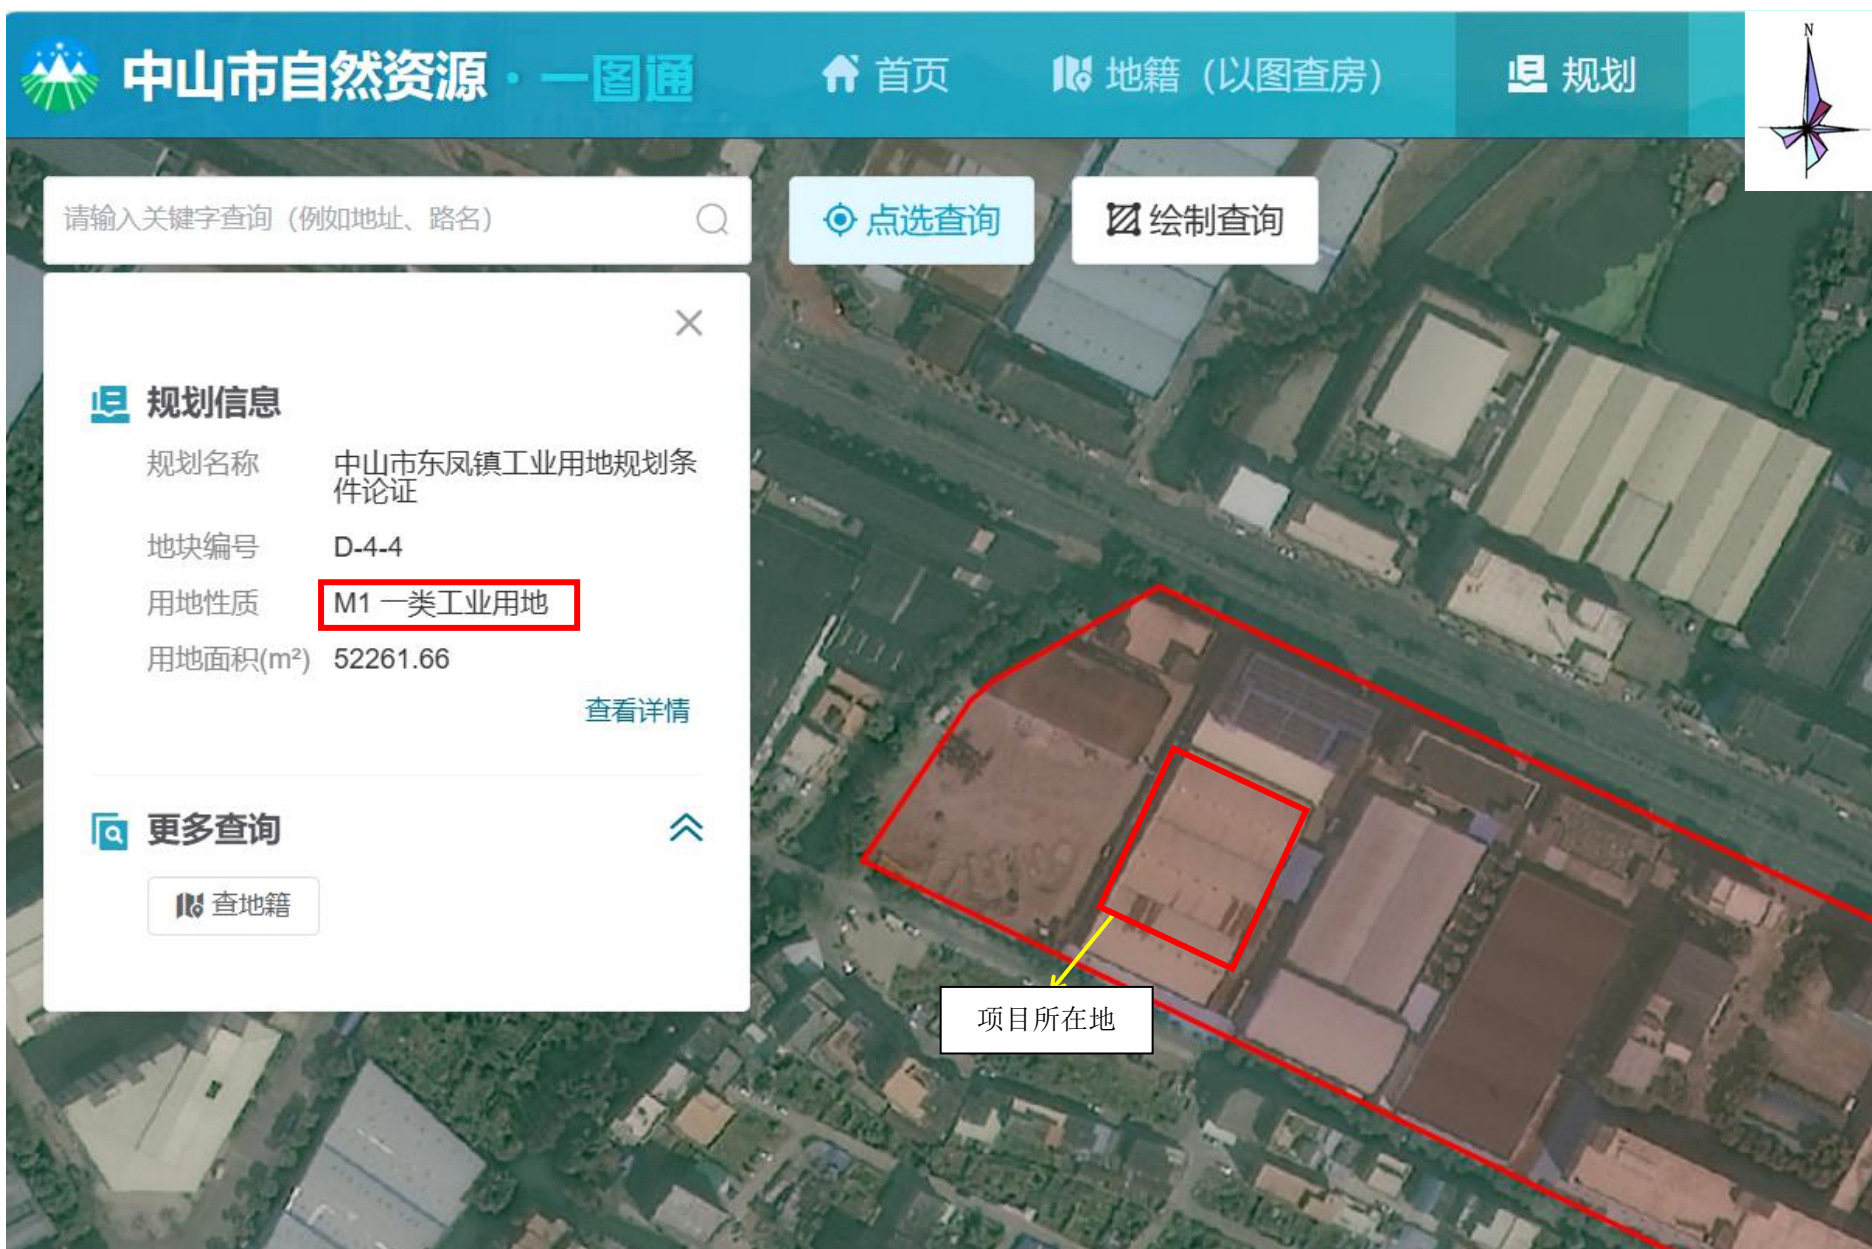 中山市自然资源·一图通
首页
地籍（以图查房）
规划
N
请输入关键字查询（例如地址、路名）
点选查询
绘制查询
规划信息
规划名称
中山市东凤镇工业用地规划条
件论证
地块编号 D-4-4
用地性质 M1 一类工业用地
用地面积(m²) 52261.66
查看详情
更多查询
查地籍
项目所在地